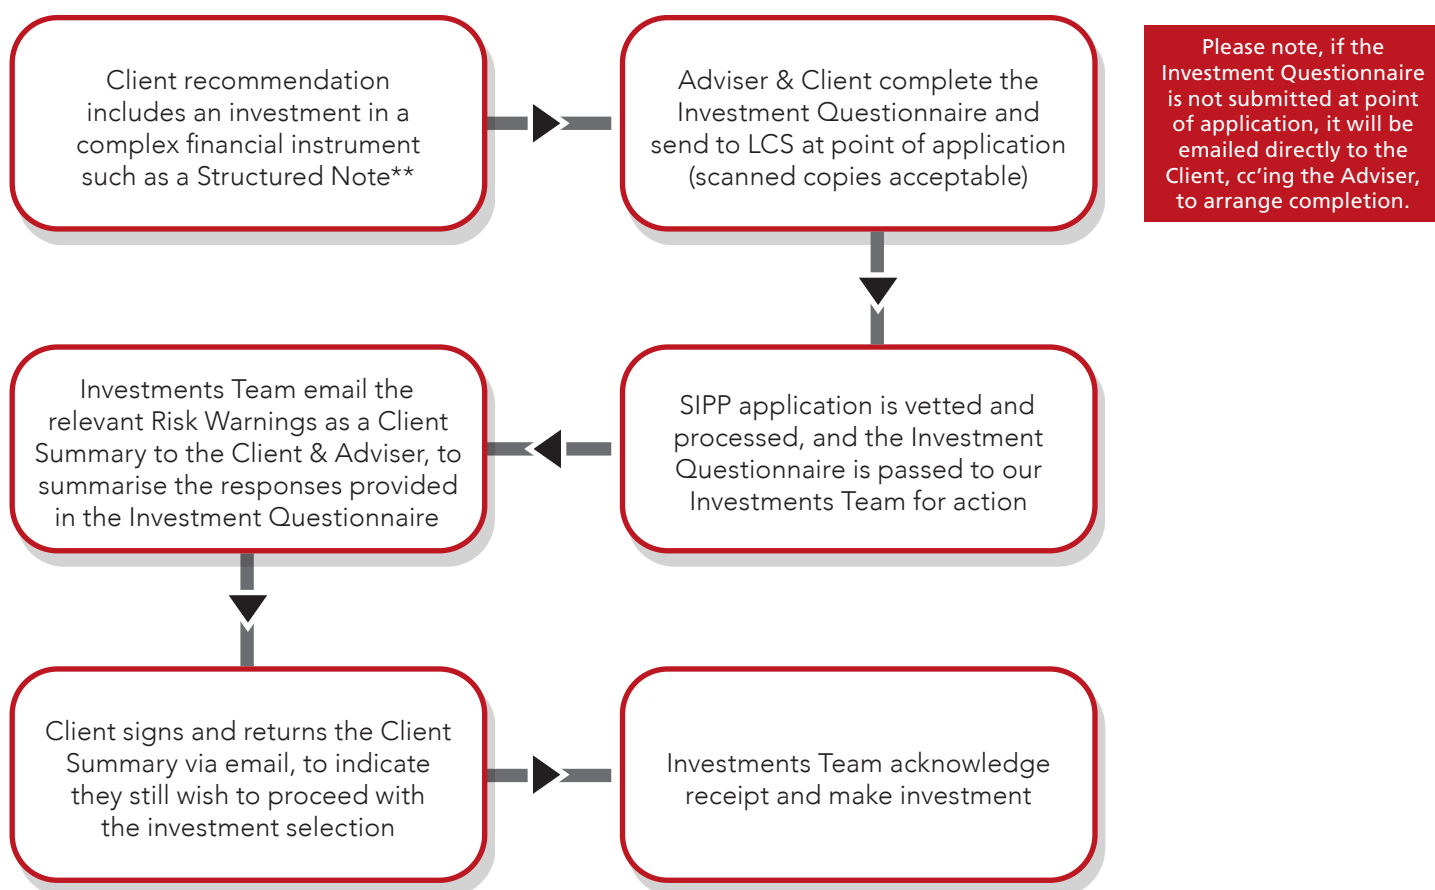 Client recommendation
includes an investment in a
complex financial instrument
such as a Structured Note**
Adviser & Client complete the
Investment Questionnaire and
send to LCS at point of application
(scanned copies acceptable)
Please note, if the
Investment Questionnaire
is not submitted at point
of application, it will be
emailed directly to the
Client, cc'ing the Adviser,
to arrange completion.
SIPP application is vetted and
processed, and the Investment
Questionnaire is passed to our
Investments Team for action
Investments Team email the
relevant Risk Warnings as a Client
Summary to the Client & Adviser, to
summarise the responses provided
in the Investment Questionnaire
Client signs and returns the Client
Summary via email, to indicate
they still wish to proceed with
the investment selection
Investments Team acknowledge
receipt and make investment